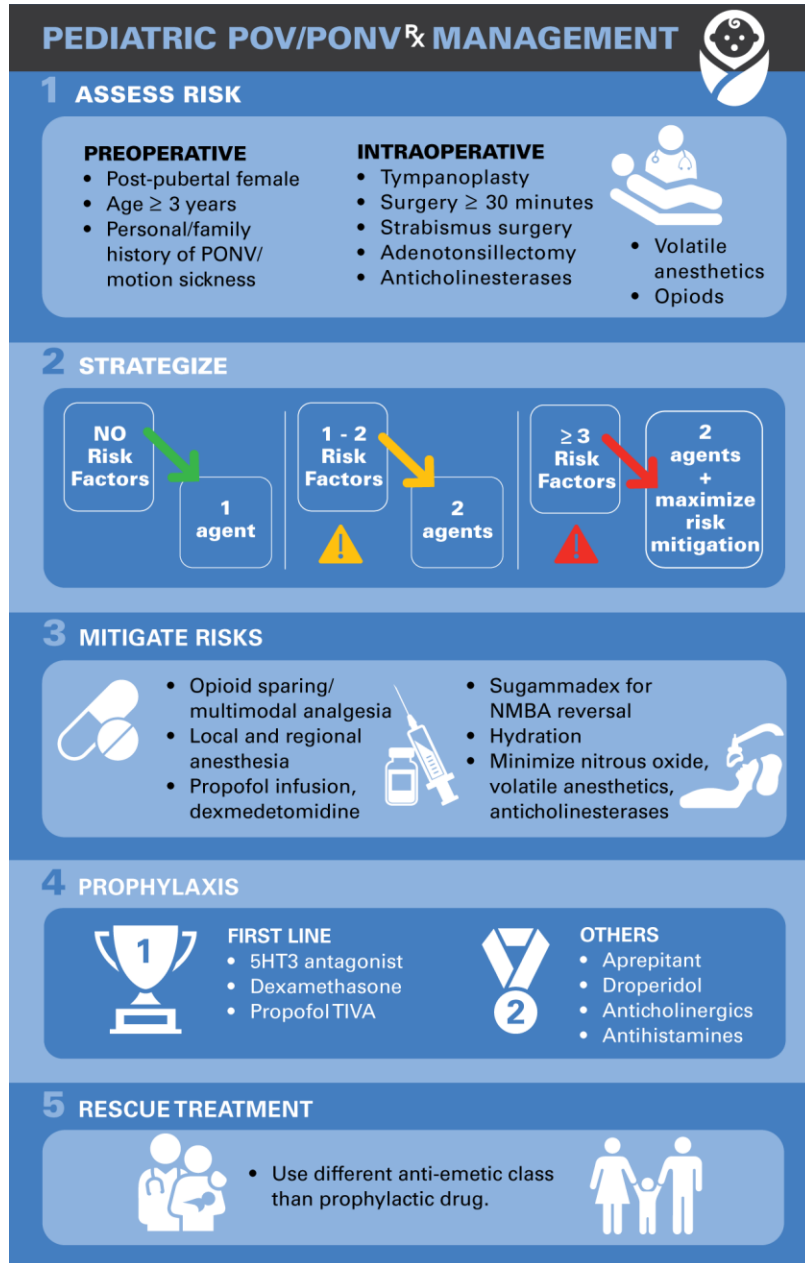 PEDIATRIC POV/PONV ℞ MANAGEMENT
1 ASSESS RISK
PREOPERATIVE
• Post-pubertal female
• Age ≥ 3 years
• Personal/family
history of PONV/
motion sickness
INTRAOPERATIVE
• Tympanoplasty
• Surgery ≥ 30 minutes
• Strabismus surgery
• Adenotonsillectomy
• Anticholinesterases
• Volatile
anesthetics
• Opiods
2 STRATEGIZE
NO
Risk
Factors
1
agent
1 - 2
Risk
Factors
!
2
agents
≥ 3
Risk
Factors
!
2
agents
+
maximize
risk
mitigation
3 MITIGATE RISKS
• Opioid sparing/
multimodal analgesia
• Local and regional
anesthesia
• Propofol infusion,
dexmedetomidine
• Sugammadex for
NMBA reversal
• Hydration
• Minimize nitrous oxide,
volatile anesthetics,
anticholinesterases
4 PROPHYLAXIS
1
FIRST LINE
• 5HT3 antagonist
• Dexamethasone
• Propofol TIVA
2
OTHERS
• Aprepitant
• Droperidol
• Anticholinergics
• Antihistamines
5 RESCUE TREATMENT
• Use different anti-emetic class
than prophylactic drug.